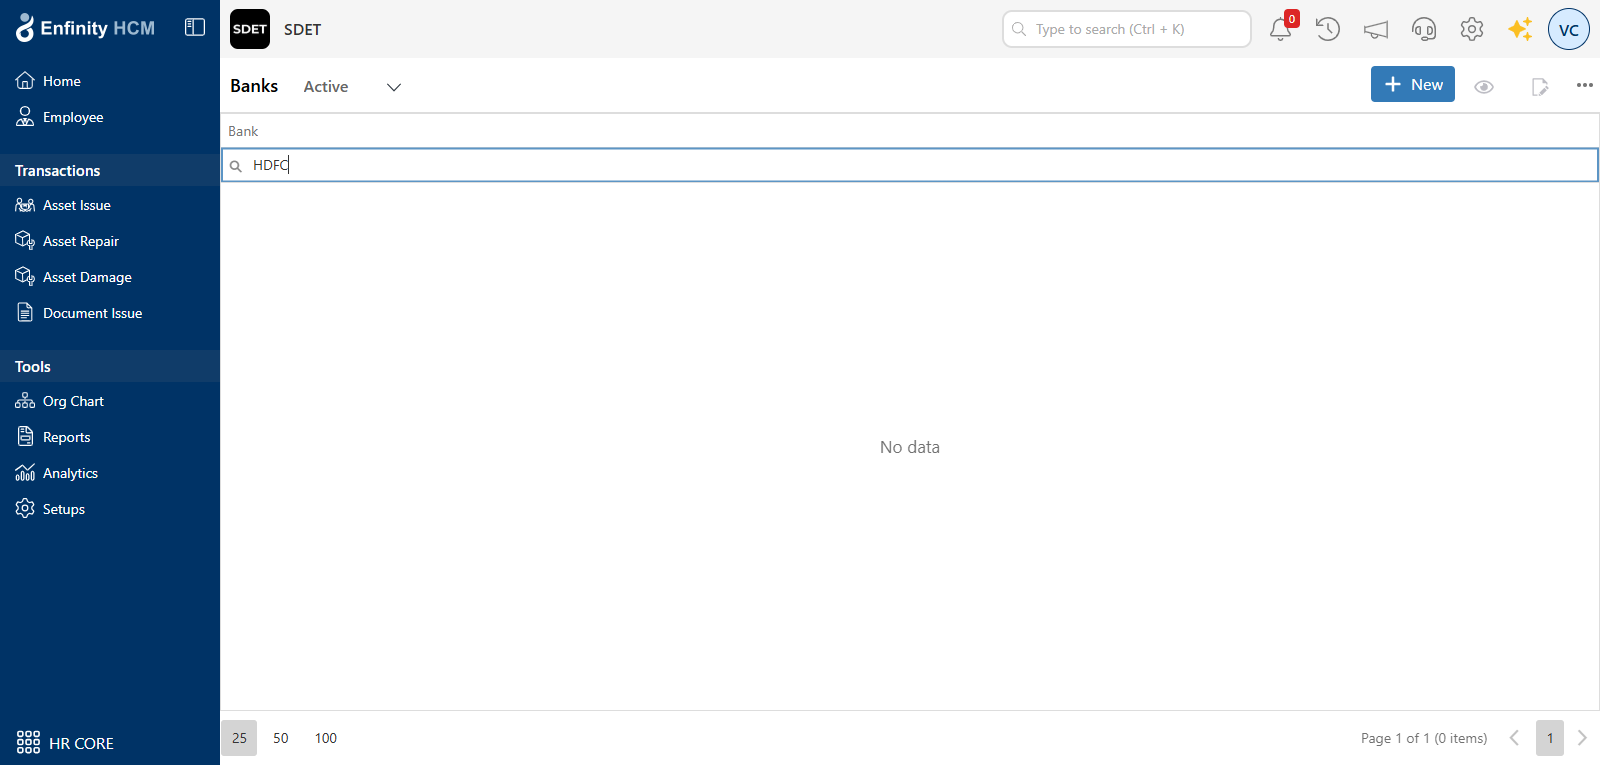 Enfinity HCM
SDET SDET
Type to search (Ctrl + K)
0
VC
Home
Employee
Transactions
Asset Issue
Asset Repair
Asset Damage
Document Issue
Tools
Org Chart
Reports
Analytics
Setups
HR CORE
Banks Active
New
Bank
HDFC
No data
25 50 100
Page 1 of 1 (0 items) 1